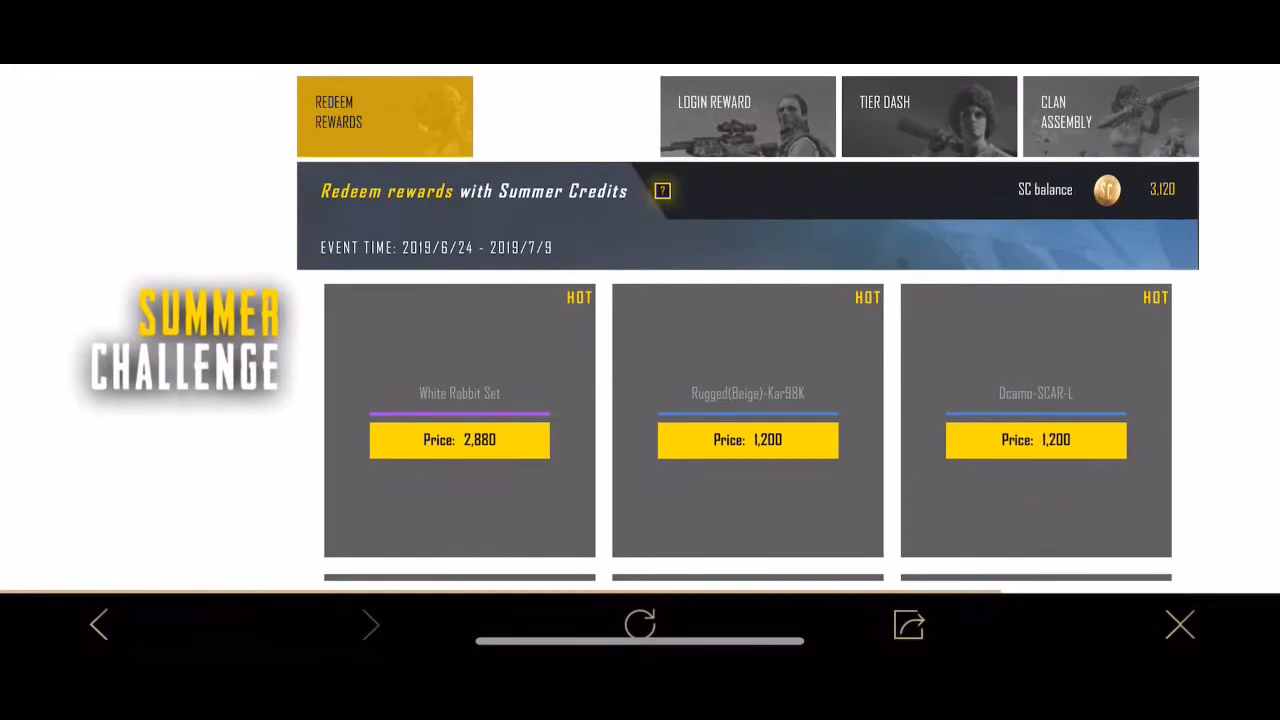 REDEEM
REWARDS
LOGIN REWARD
TIER DASH
CLAN
ASSEMBLY
Redeem rewards with Summer Credits ?
SC balance SC 3,120
EVENT TIME: 2019/6/24 - 2019/7/9
SUMMER
CHALLENGE
HOT
White Rabbit Set
Price: 2,880
HOT
Rugged(Beige)-Kar98K
Price: 1,200
HOT
Dcamo-SCAR-L
Price: 1,200